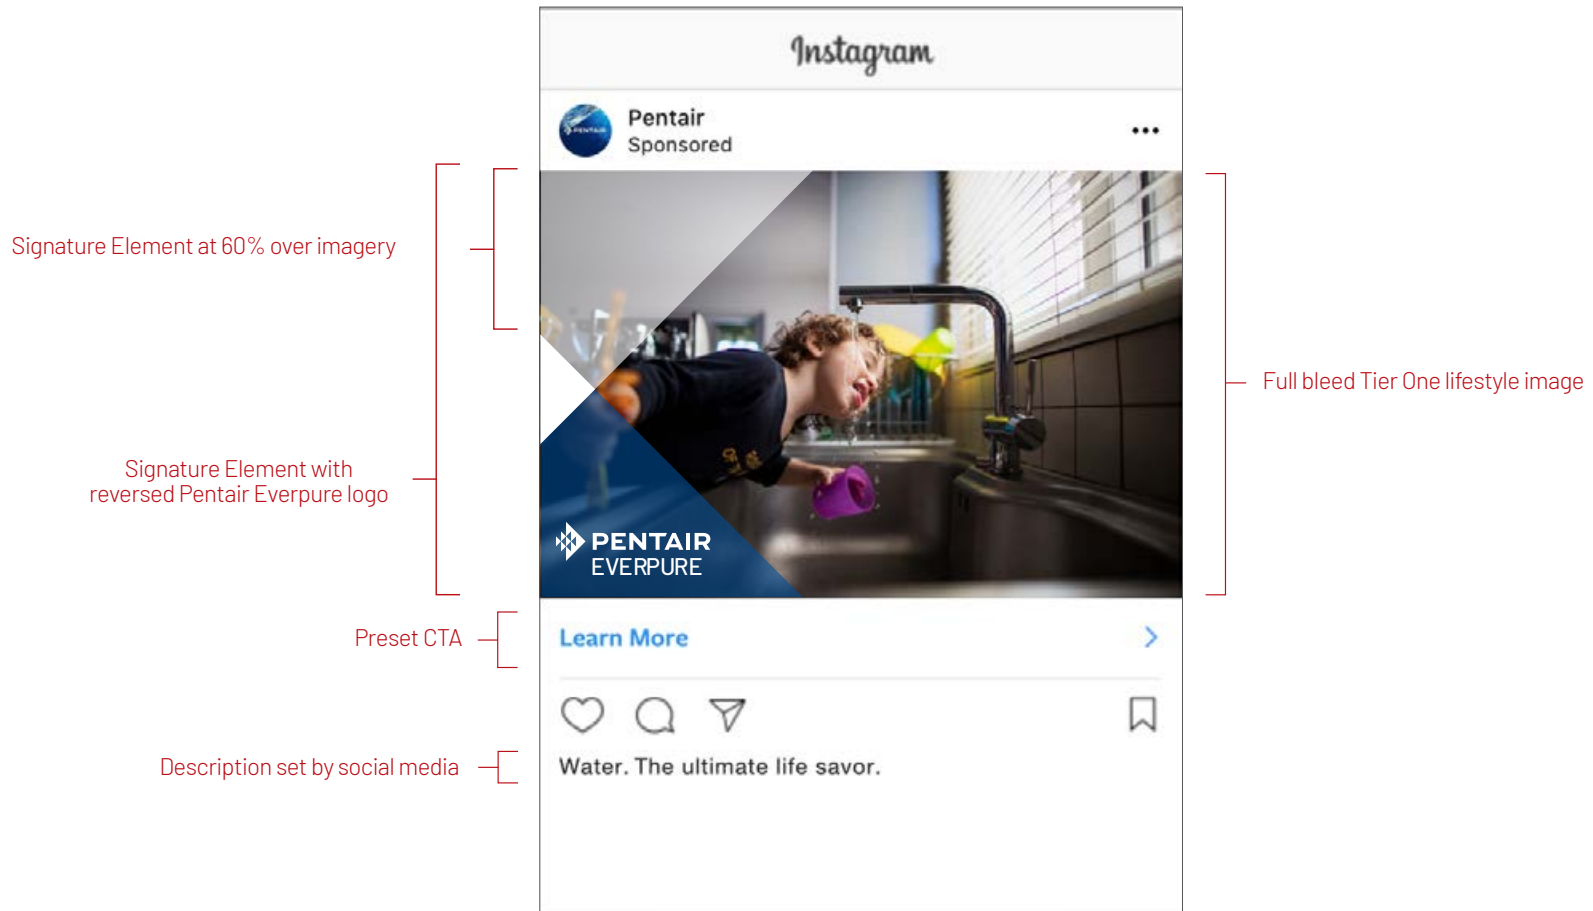 Instagram
Pentair
Sponsored
PENTAIR
Signature Element at 60% over imagery
Full bleed Tier One lifestyle image
Signature Element with
reversed Pentair Everpure logo
PENTAIR
EVERPURE
Preset CTA
Learn More
Description set by social media
Water. The ultimate life savor.